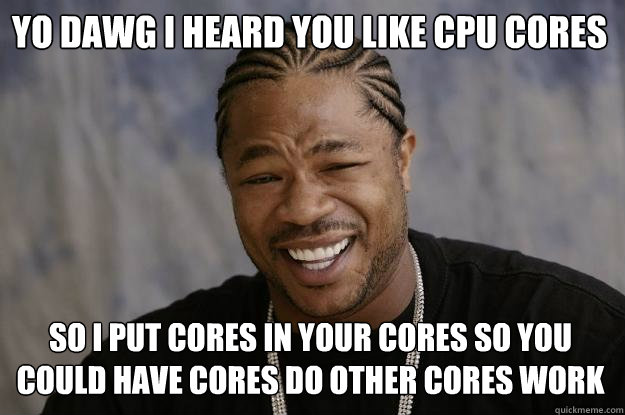 YO DAWG I HEARD YOU LIKE CPU CORES
SO I PUT CORES IN YOUR CORES SO YOU
COULD HAVE CORES DO OTHER CORES WORK
quickmeme.com